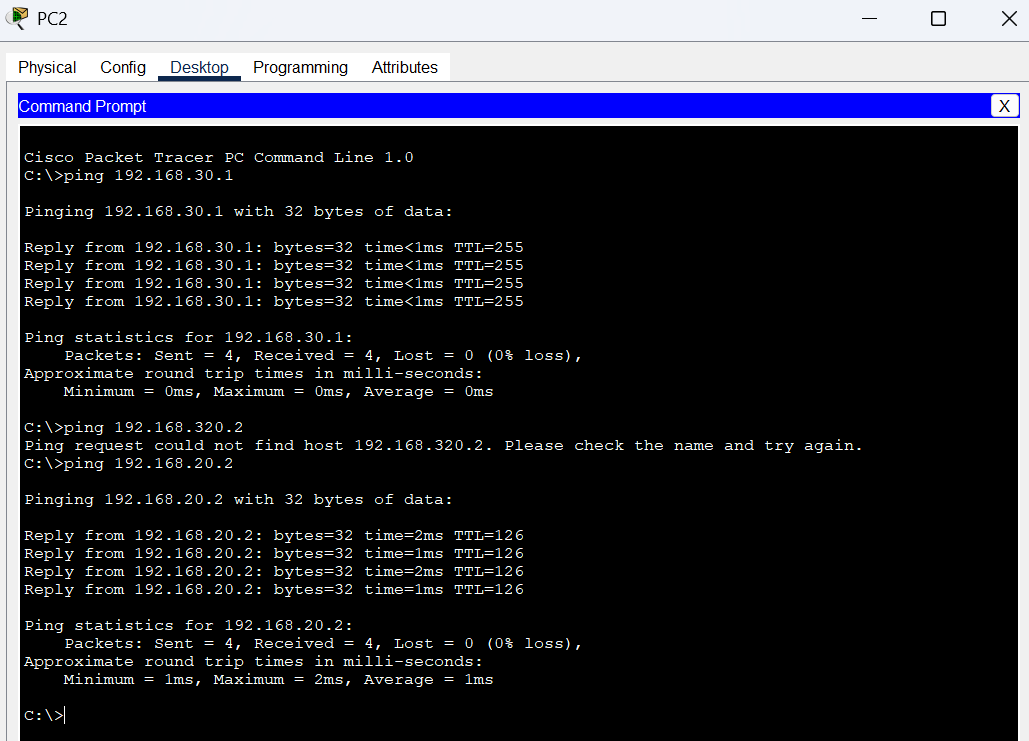 PC2
Physical Config Desktop Programming Attributes
Command Prompt
X
Cisco Packet Tracer PC Command Line 1.0
C:\>ping 192.168.30.1
Pinging 192.168.30.1 with 32 bytes of data:
Reply from 192.168.30.1: bytes=32 time<1ms TTL=255
Reply from 192.168.30.1: bytes=32 time<1ms TTL=255
Reply from 192.168.30.1: bytes=32 time<1ms TTL=255
Reply from 192.168.30.1: bytes=32 time<1ms TTL=255
Ping statistics for 192.168.30.1:
    Packets: Sent = 4, Received = 4, Lost = 0 (0% loss),
Approximate round trip times in milli-seconds:
    Minimum = 0ms, Maximum = 0ms, Average = 0ms
C:\>ping 192.168.320.2
Ping request could not find host 192.168.320.2. Please check the name and try again.
C:\>ping 192.168.20.2
Pinging 192.168.20.2 with 32 bytes of data:
Reply from 192.168.20.2: bytes=32 time=2ms TTL=126
Reply from 192.168.20.2: bytes=32 time=1ms TTL=126
Reply from 192.168.20.2: bytes=32 time=2ms TTL=126
Reply from 192.168.20.2: bytes=32 time=1ms TTL=126
Ping statistics for 192.168.20.2:
    Packets: Sent = 4, Received = 4, Lost = 0 (0% loss),
Approximate round trip times in milli-seconds:
    Minimum = 1ms, Maximum = 2ms, Average = 1ms
C:\>